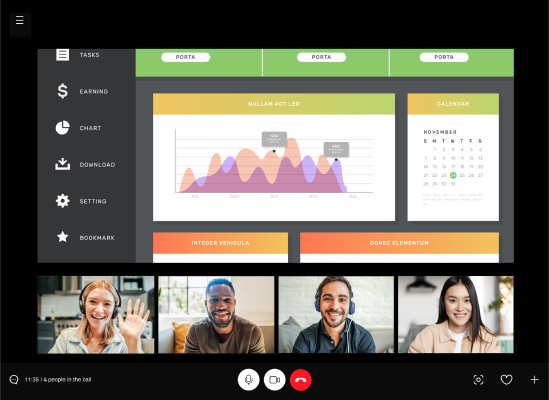 TASKS
EARNING
CHART
DOWNLOAD
SETTING
BOOKMARK
PORTA
PORTA
PORTA
NULLAM ACT LEO
Aug
Sept
Oct
Nov
Dec
CALENDAR
NOVEMBER
S M T W T F S
1 2 3 4 5 6
7 8 9 10 11 12 13
14 15 16 17 18 19 20
21 22 23 24 25 26 27
28 29 30 31
INTEGER VEHICULA
DONEC ELEMENTUM
11:35 | 4 people in the call